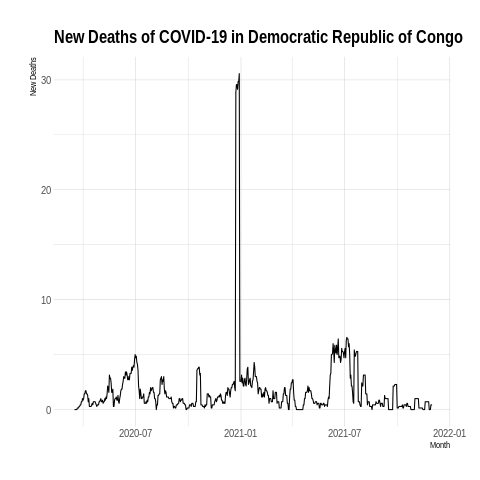 New Deaths of COVID-19 in Democratic Republic of Congo
New Deaths
30
20
10
0
2020-07 2021-01 2021-07 2022-01
Month